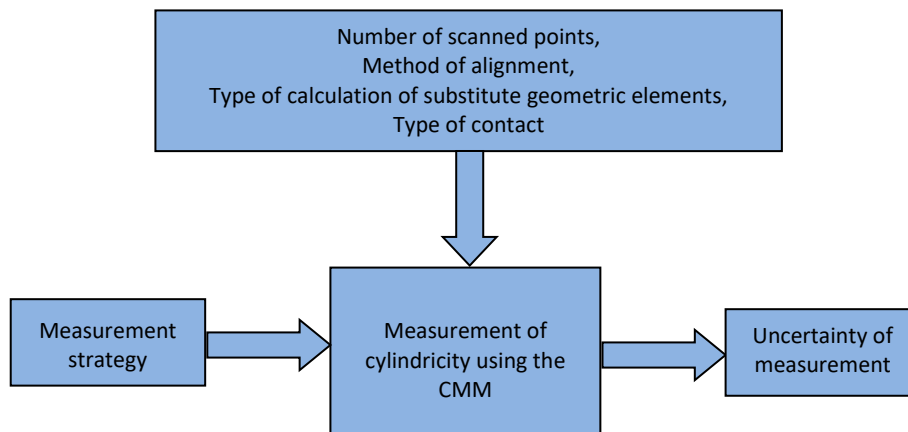 Number of scanned points,
Method of alignment,
Type of calculation of substitute geometric elements,
Type of contact
Measurement
strategy
Measurement of
cylindricity using the
CMM
Uncertainty of
measurement